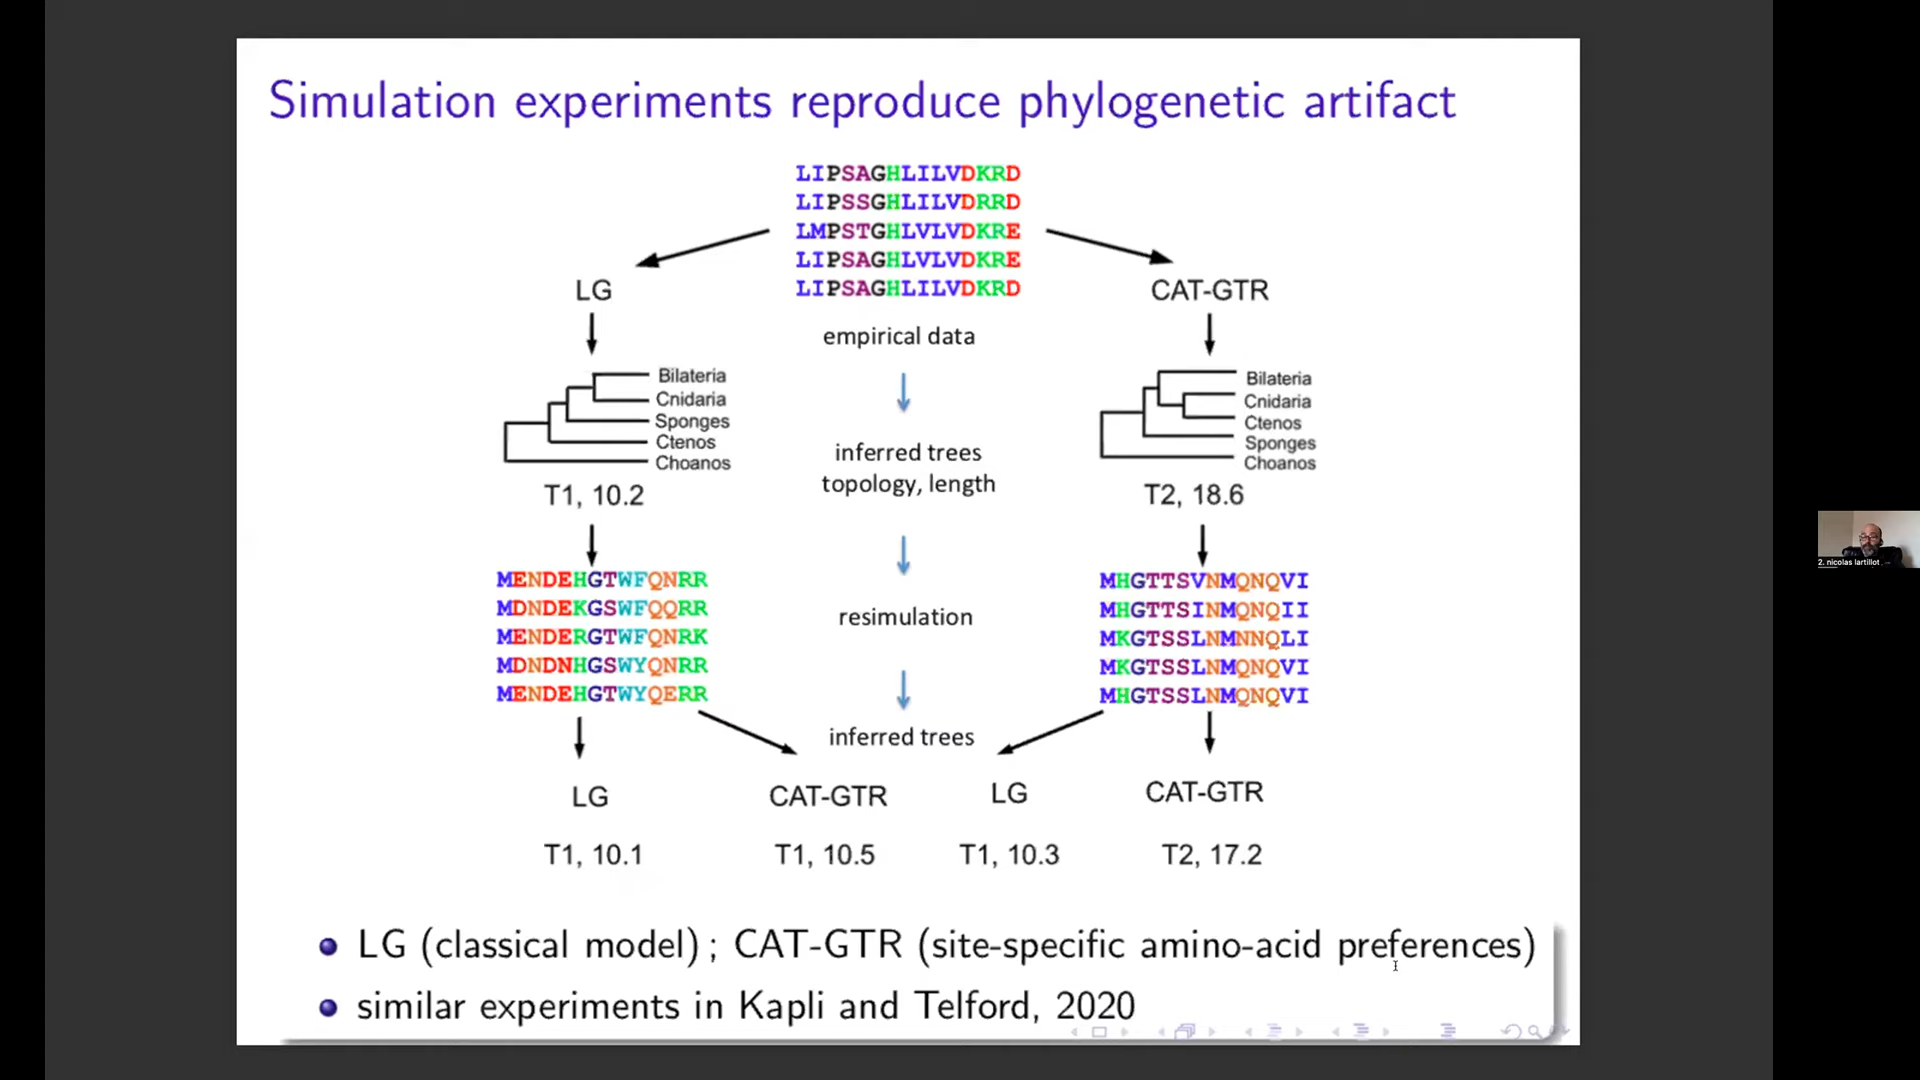 Simulation experiments reproduce phylogenetic artifact
LIPSAGHLILVDKRD
LIPSSGHLILVDRRD
LMPSTGHLVLVDKRE
LIPSAGHLVLVDKRE
LIPSAGHLILVDKRD
LG
CAT-GTR
empirical data
Bilateria
Cnidaria
Sponges
Ctenos
Choanos
T1, 10.2
inferred trees
topology, length
Bilateria
Cnidaria
Ctenos
Sponges
Choanos
T2, 18.6
MENDEHGTWFQNRR
MDNDEKGSWFQQRR
MENDERGTWFQNRK
MDNDNHGSWYQNRR
MENDEHGTWYQERR
resimulation
MHGTTSVNMQNQVI
MHGTTSINMQNQII
MKGTSSLNMNNQLI
MKGTSSLNMQNQVI
MHGTSSLNMQNQVI
inferred trees
LG
CAT-GTR
LG
CAT-GTR
T1, 10.1
T1, 10.5
T1, 10.3
T2, 17.2
LG (classical model) ; CAT-GTR (site-specific amino-acid preferences)
similar experiments in Kapli and Telford, 2020
2. nicolas lartillot